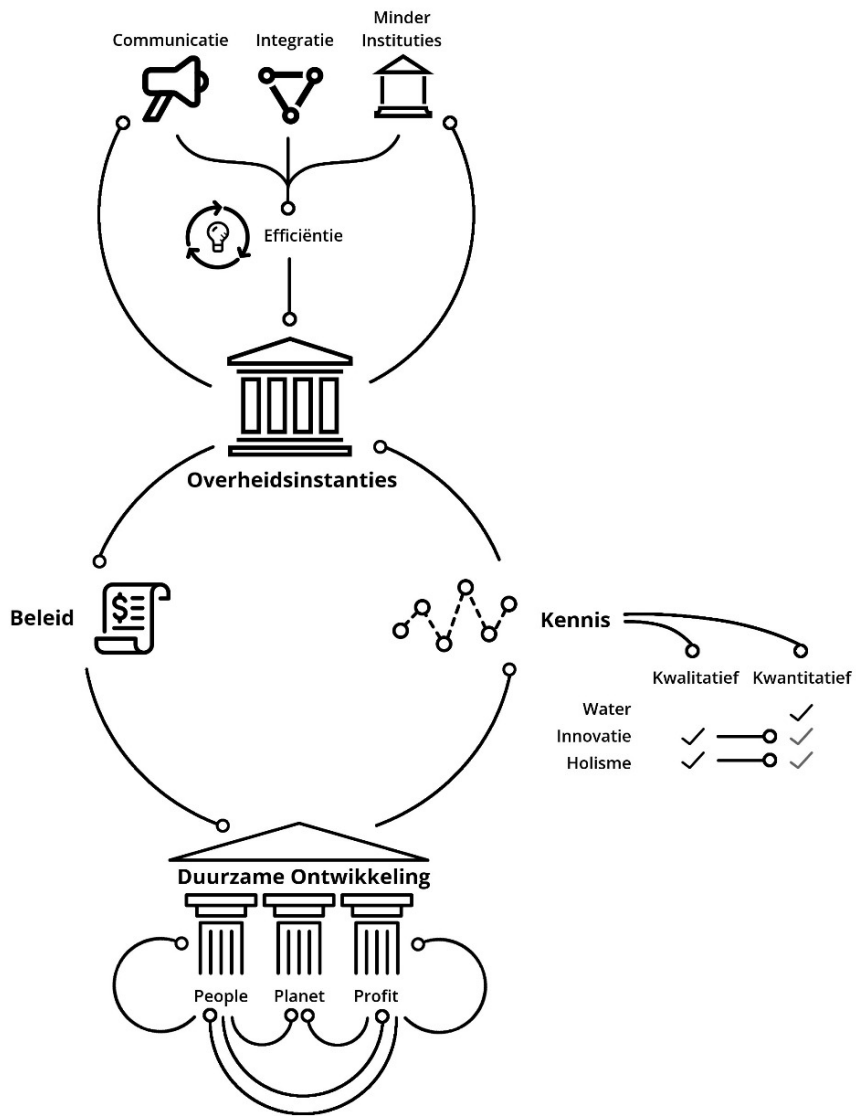 Communicatie
Integratie
Minder
Instituties
Efficiëntie
Overheidsinstanties
Beleid
$
Kennis
Kwalitatief
Kwantitatief
Water
Innovatie
Holisme
Duurzame Ontwikkeling
People
Planet
Profit